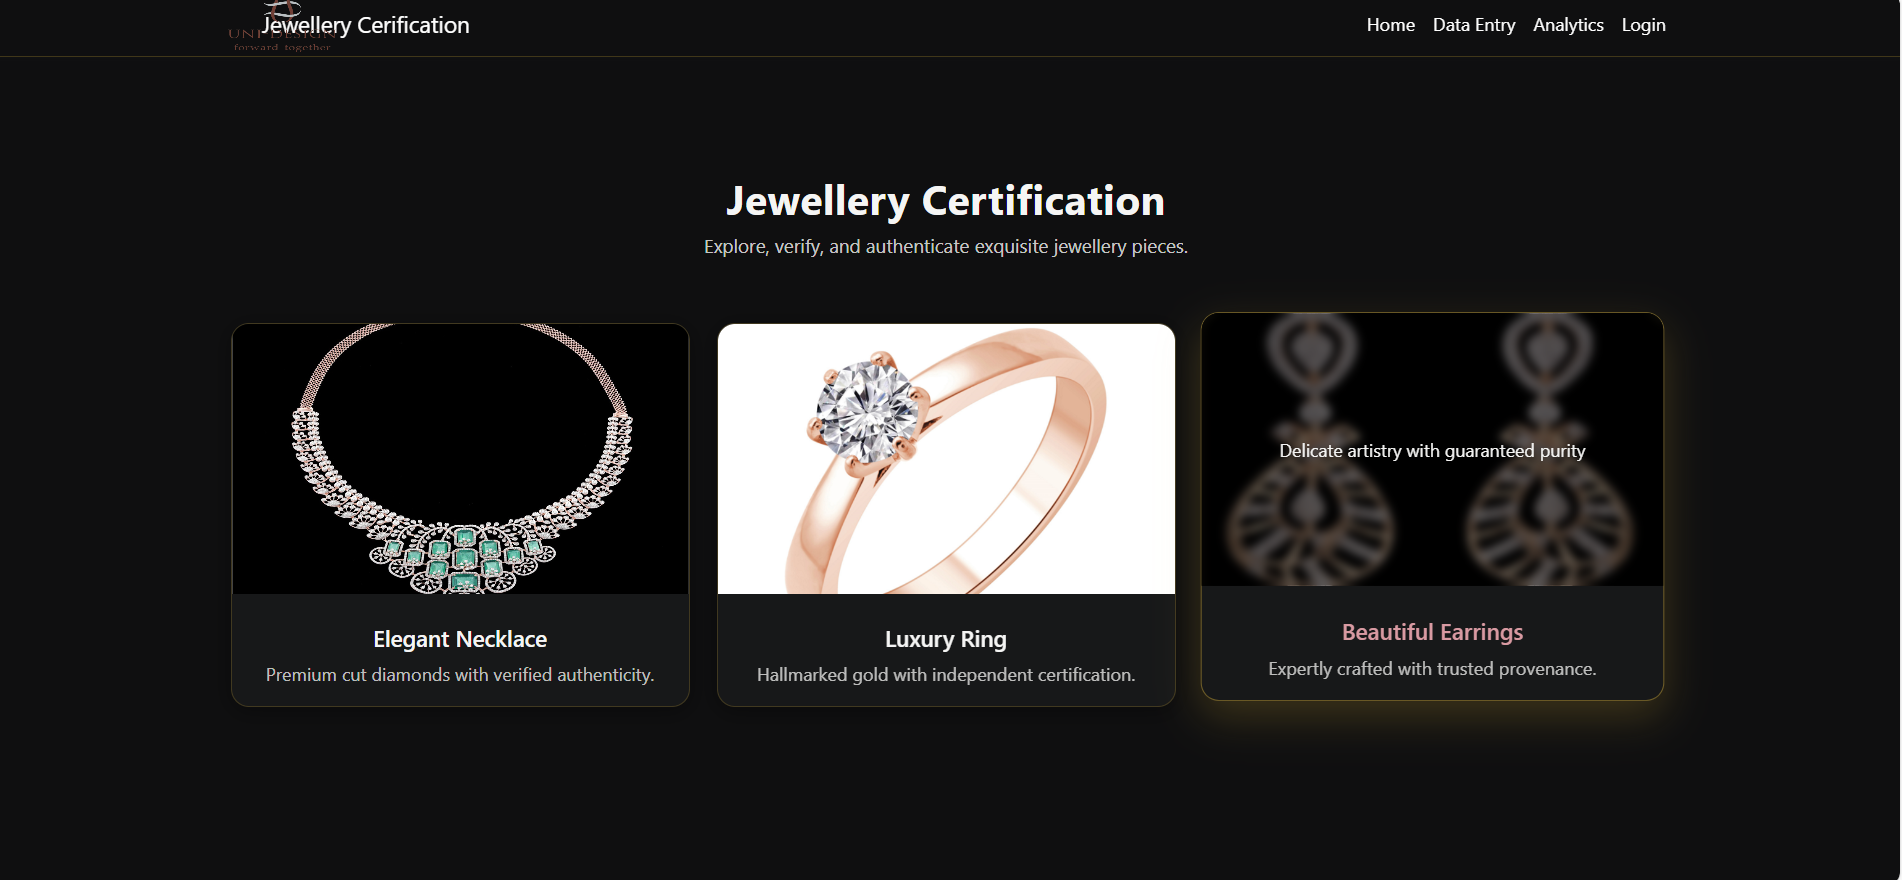 Jewellery Cerification
UNI DESIGN
forward together
Home Data Entry Analytics Login
Jewellery Certification
Explore, verify, and authenticate exquisite jewellery pieces.
Delicate artistry with guaranteed purity
Elegant Necklace
Premium cut diamonds with verified authenticity.
Luxury Ring
Hallmarked gold with independent certification.
Beautiful Earrings
Expertly crafted with trusted provenance.